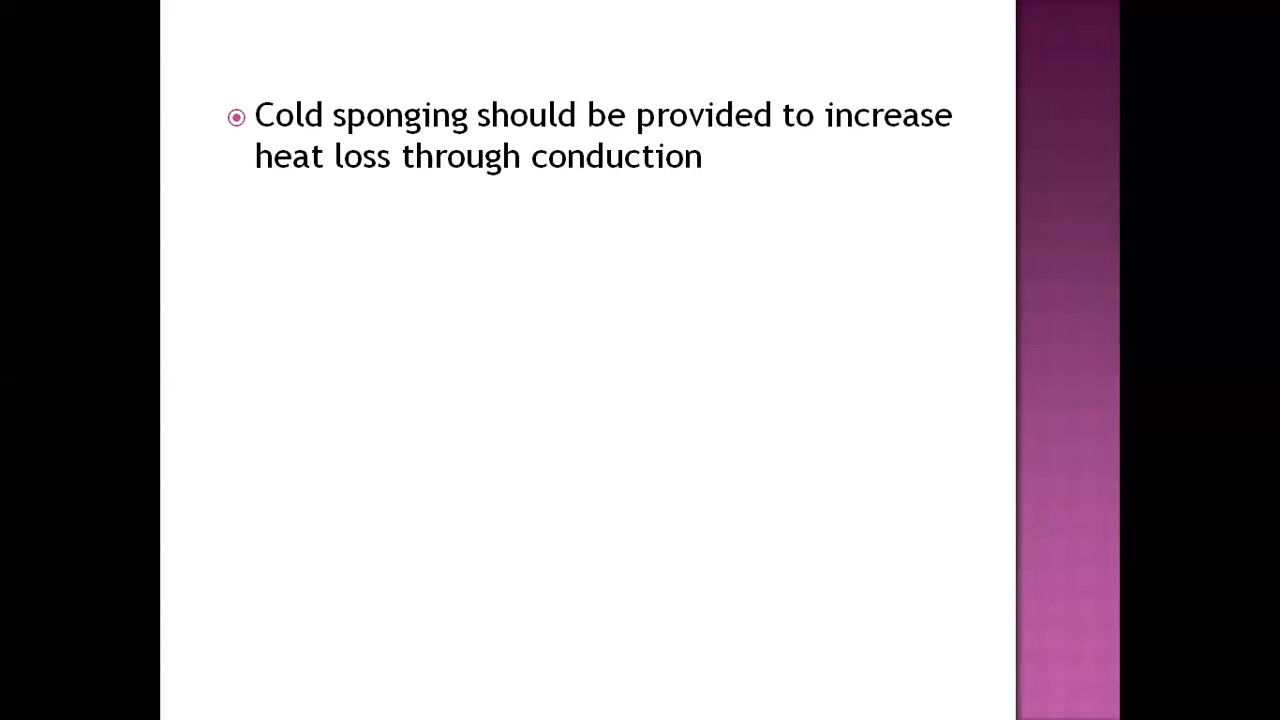 Cold sponging should be provided to increase
heat loss through conduction